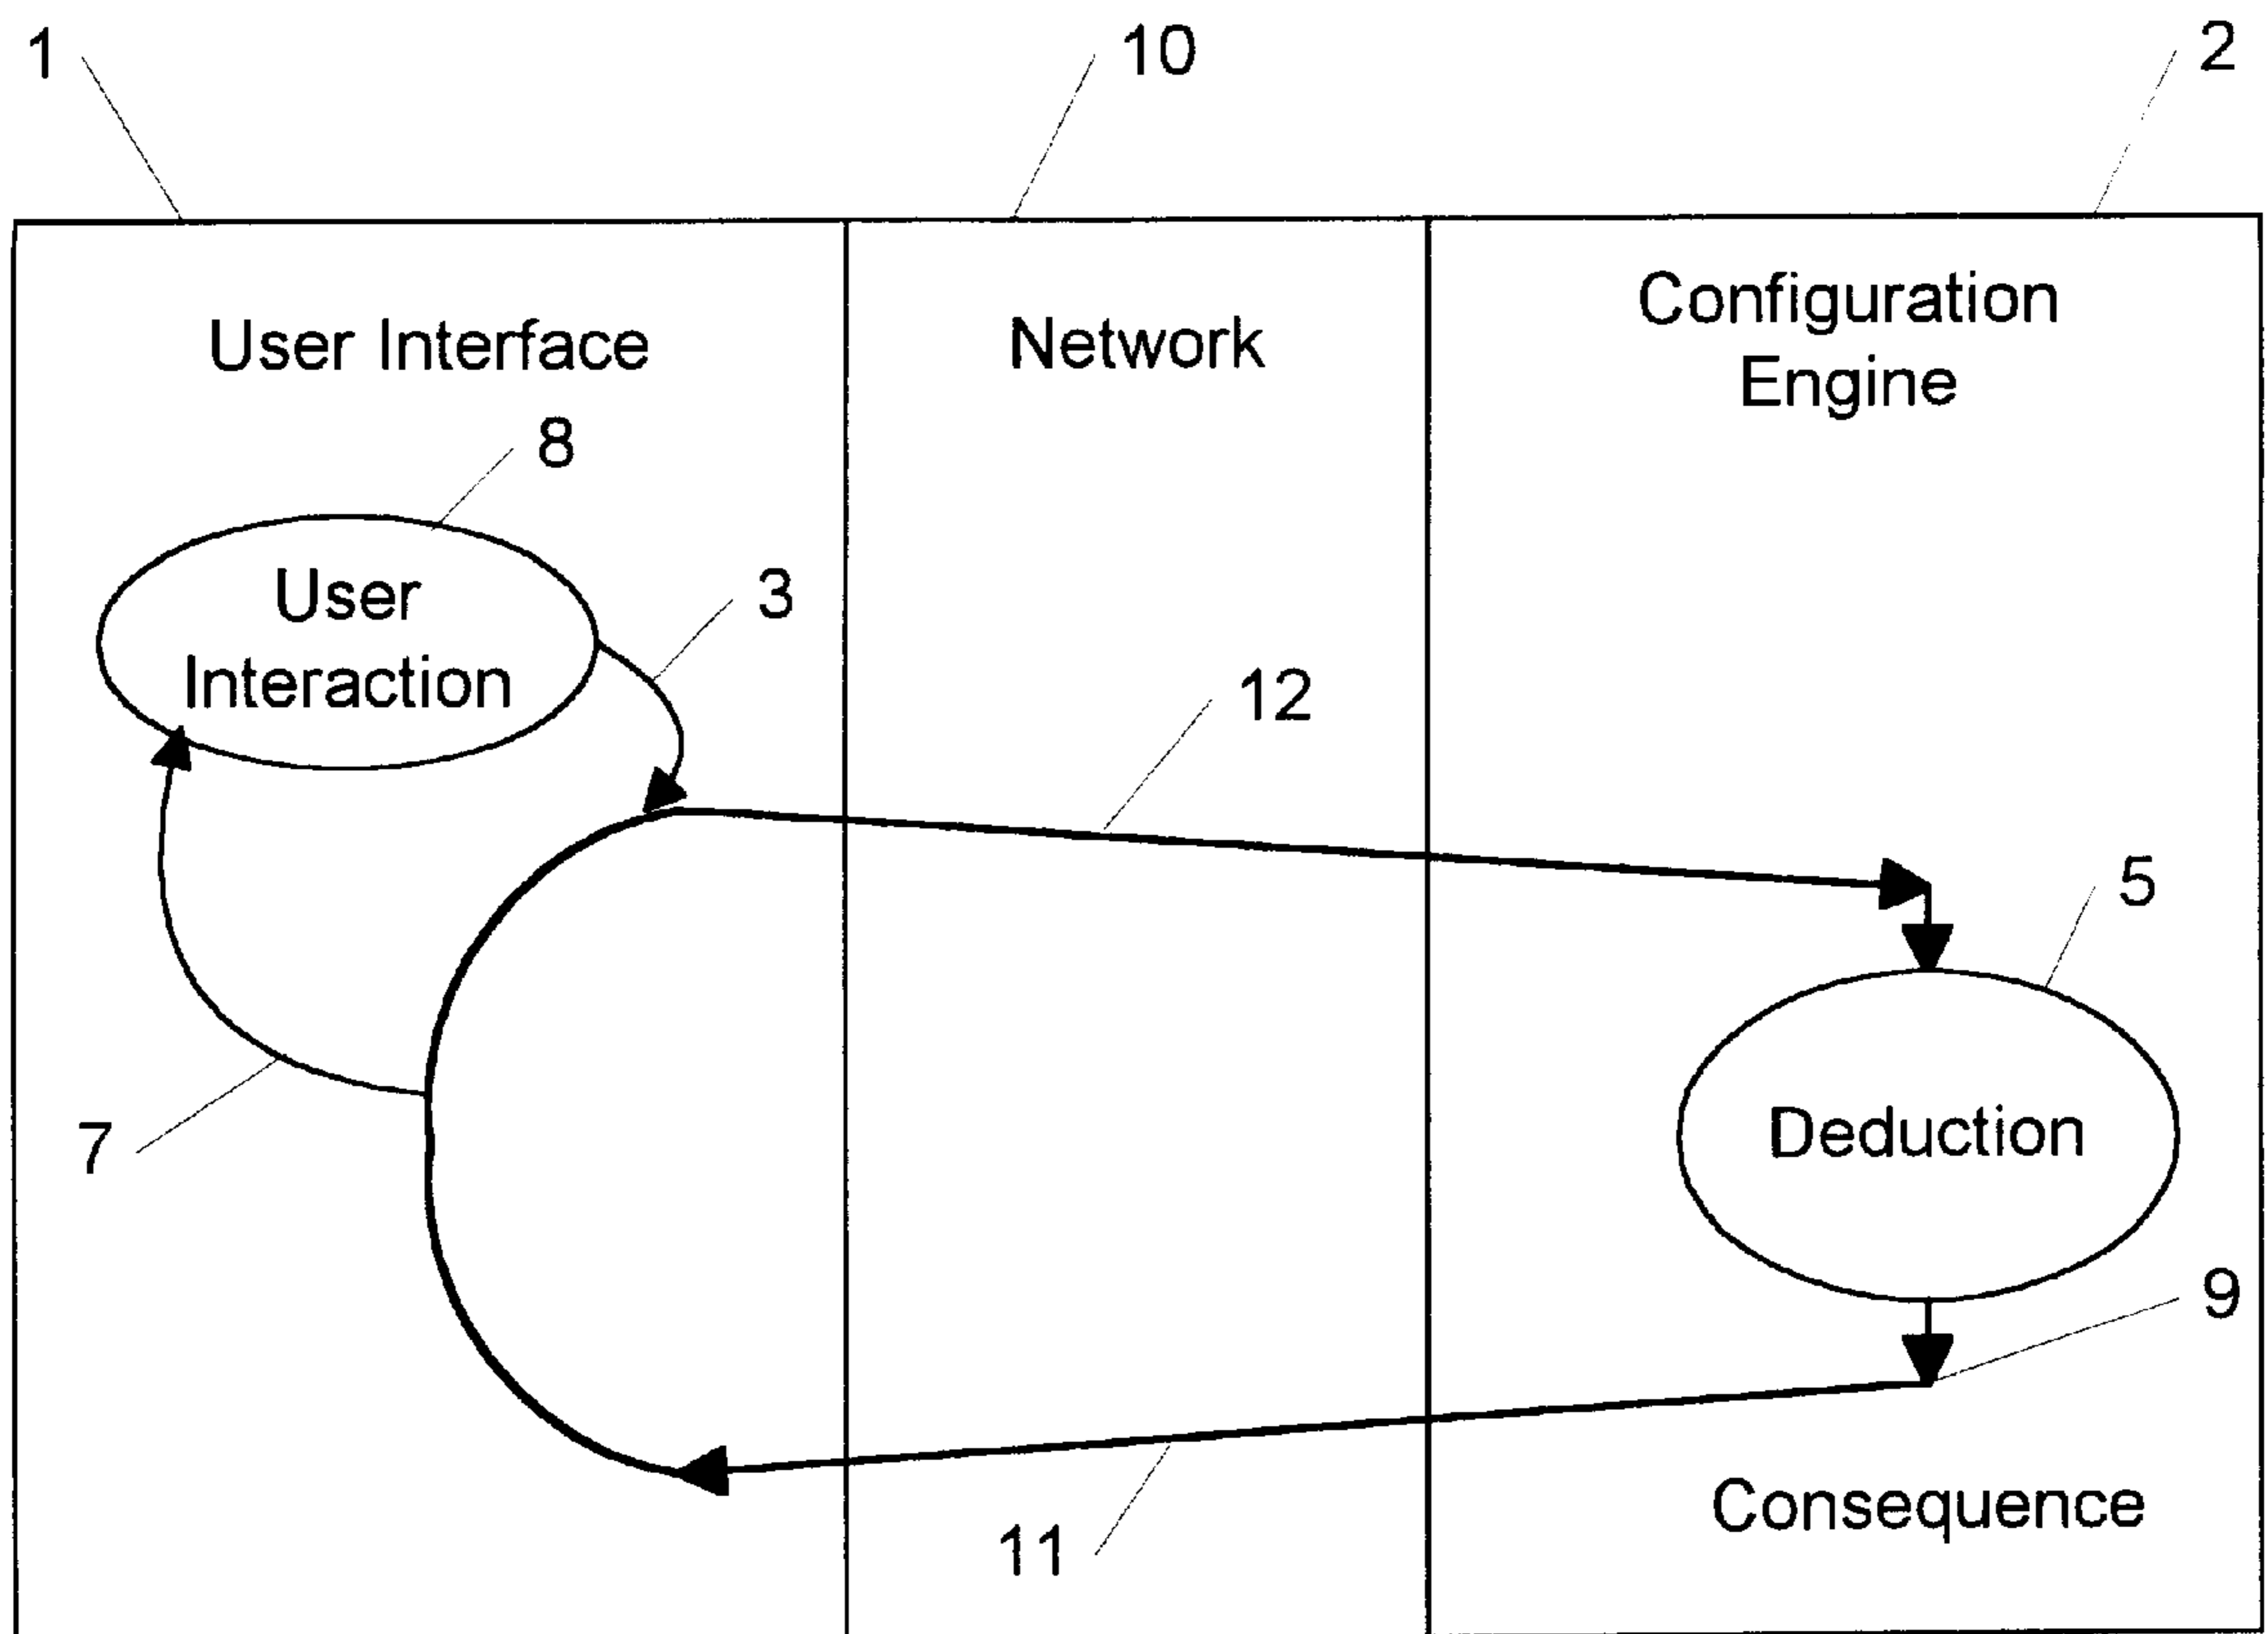 1
10
2
User Interface
Network
Configuration
Engine
8
User
Interaction
3
12
5
Deduction
7
9
11
Consequence